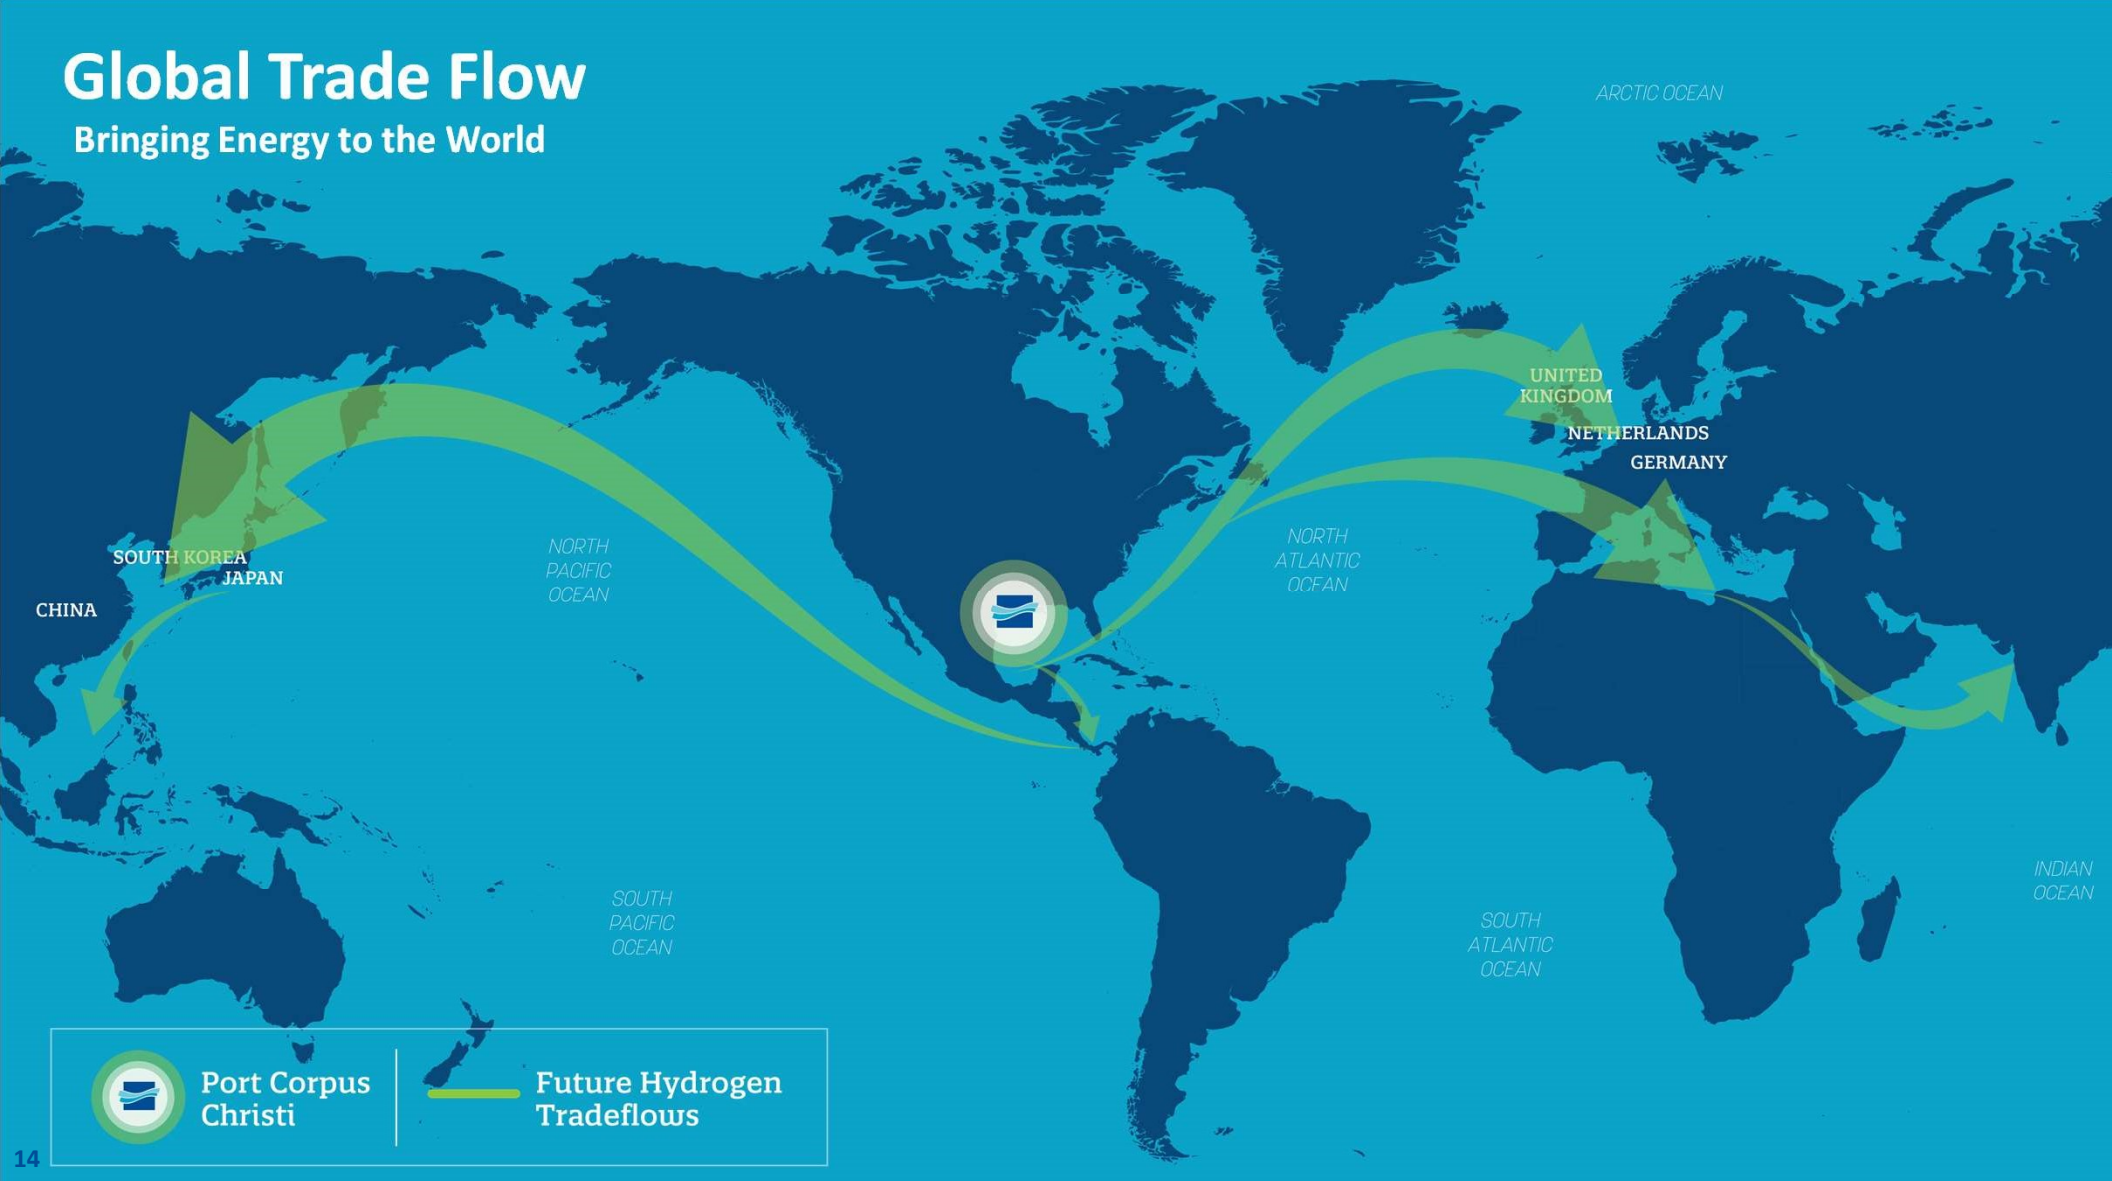 Global Trade Flow
Bringing Energy to the World
ARCTIC OCEAN
UNITED
KINGDOM
NETHERLANDS
GERMANY
NORTH
PACIFIC
OCEAN
NORTH
ATLANTIC
OCEAN
SOUTH KOREA
JAPAN
CHINA
SOUTH
PACIFIC
OCEAN
SOUTH
ATLANTIC
OCEAN
INDIAN
OCEAN
Port Corpus
Christi
Future Hydrogen
Tradeflows
14